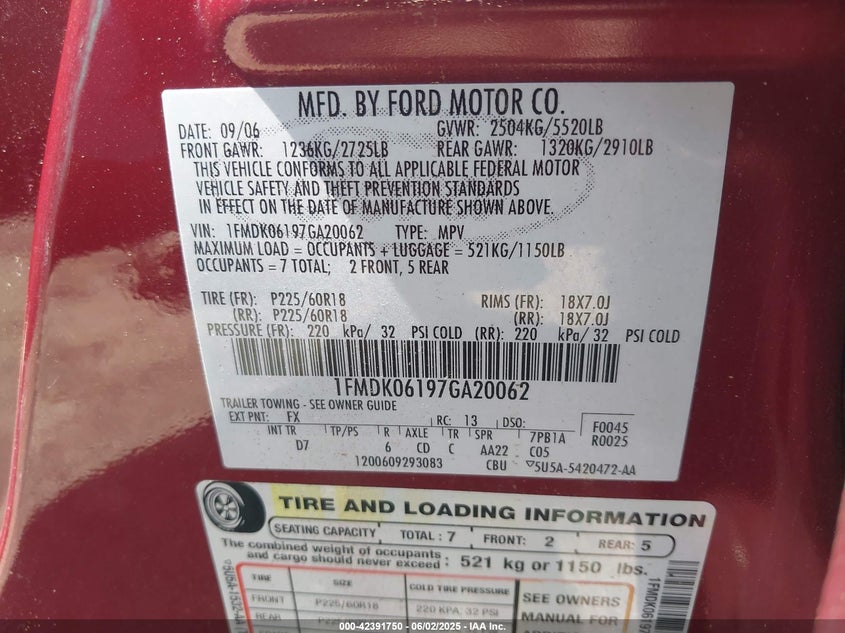 MFD. BY FORD MOTOR CO.
DATE: 09/06 GVWR: 2504KG/5520LB
FRONT GAWR: 1236KG/2725LB REAR GAWR: 1320KG/2910LB
THIS VEHICLE CONFORMS TO ALL APPLICABLE FEDERAL MOTOR
VEHICLE SAFETY AND THEFT PREVENTION STANDARDS
IN EFFECT ON THE DATE OF MANUFACTURE SHOWN ABOVE.
VIN: 1FMDK06197GA20062 TYPE: MPV
MAXIMUM LOAD = OCCUPANTS + LUGGAGE = 521KG/1150LB
OCCUPANTS = 7 TOTAL; 2 FRONT, 5 REAR
TIRE (FR): P225/60R18 RIMS (FR): 18X7.0J
(RR): P225/60R18 (RR): 18X7.0J
PRESSURE (FR): 220 kPa/ 32 PSI COLD (RR): 220 kPa/ 32 PSI COLD
1FMDK06197GA20062
TRAILER TOWING - SEE OWNER GUIDE
EXT PNT: FX RC: 13 DSO: F0045
INT TR TP/PS R AXLE TR SPR 7PB1A R0025
D7 6 CD C AA22 C05
1200609293083 CBU 5U5A-5420472-AA
TIRE AND LOADING INFORMATION
SEATING CAPACITY TOTAL: 7 FRONT: 2 REAR: 5
The combined weight of occupants
and cargo should never exceed: 521 kg or 1150 lbs.
TIRE SIZE COLD TIRE PRESSURE SEE OWNERS
FRONT P225/60R18 220 KPA, 32 PSI MANUAL FOR
REAR
000-42391750 - 06/02/2025 - IAA Inc.